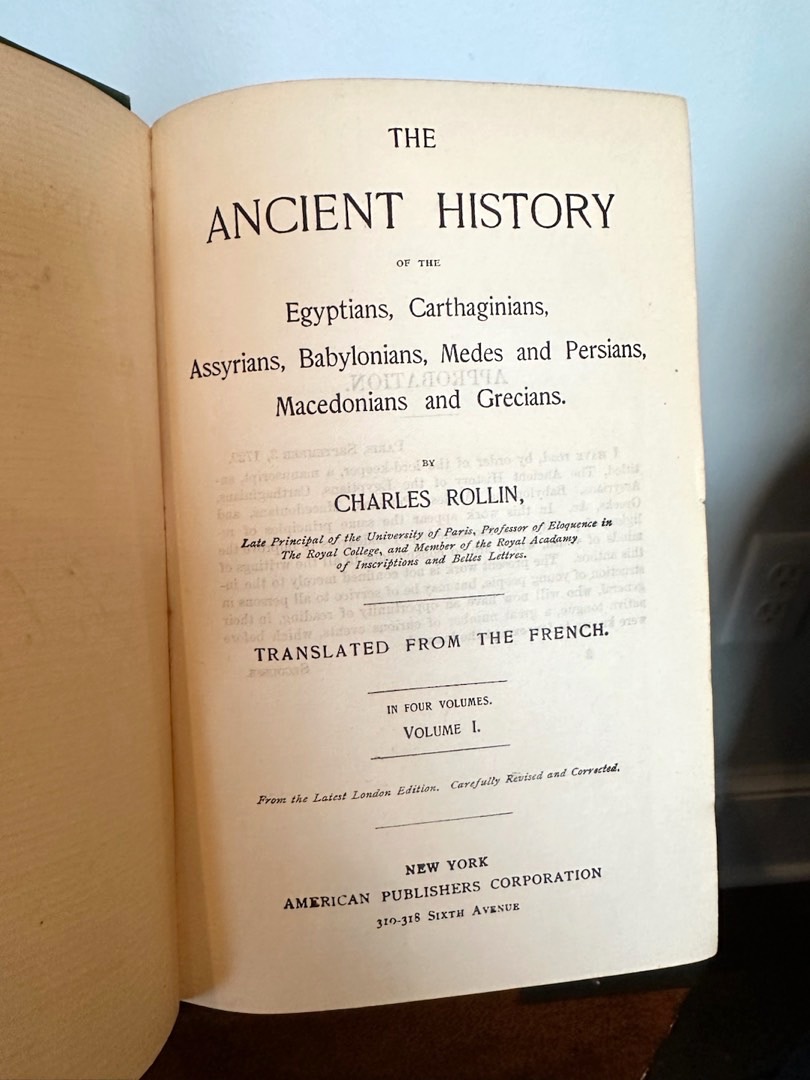 THE
ANCIENT HISTORY
OF THE
Egyptians, Carthaginians,
Assyrians, Babylonians, Medes and Persians,
Macedonians and Grecians.
BY
CHARLES ROLLIN,
Late Principal of the University of Paris, Professor of Eloquence in
The Royal College, and Member of the Royal Acadamy
of Inscriptions and Belles Lettres.
TRANSLATED FROM THE FRENCH.
IN FOUR VOLUMES.
VOLUME I.
From the Latest London Edition. Carefully Revised and Corrected.
NEW YORK
AMERICAN PUBLISHERS CORPORATION
310-318 SIXTH AVENUE